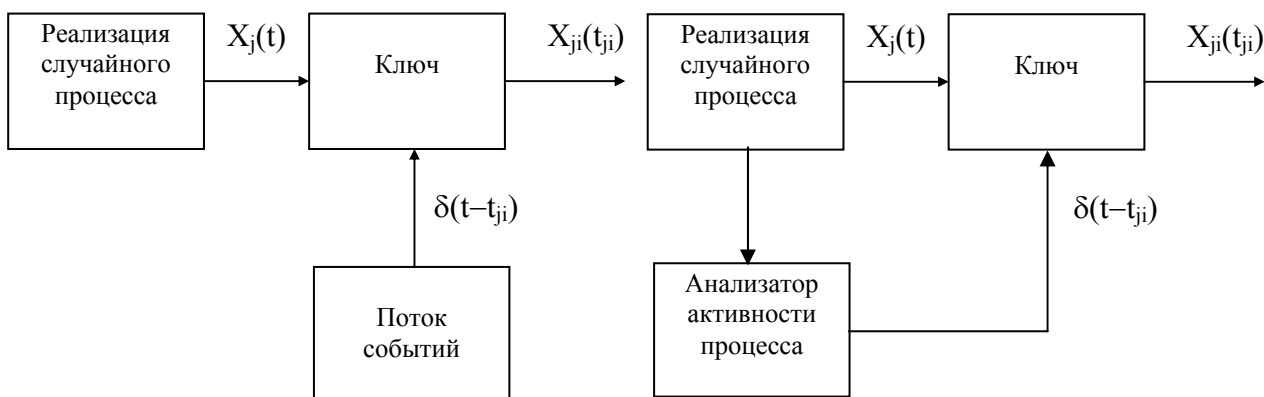 Реализация
случайного
процесса
X_j(t)
Ключ
X_ji(t_ji)
δ(t–t_ji)
Поток
событий
Реализация
случайного
процесса
X_j(t)
Ключ
X_ji(t_ji)
δ(t–t_ji)
Анализатор
активности
процесса